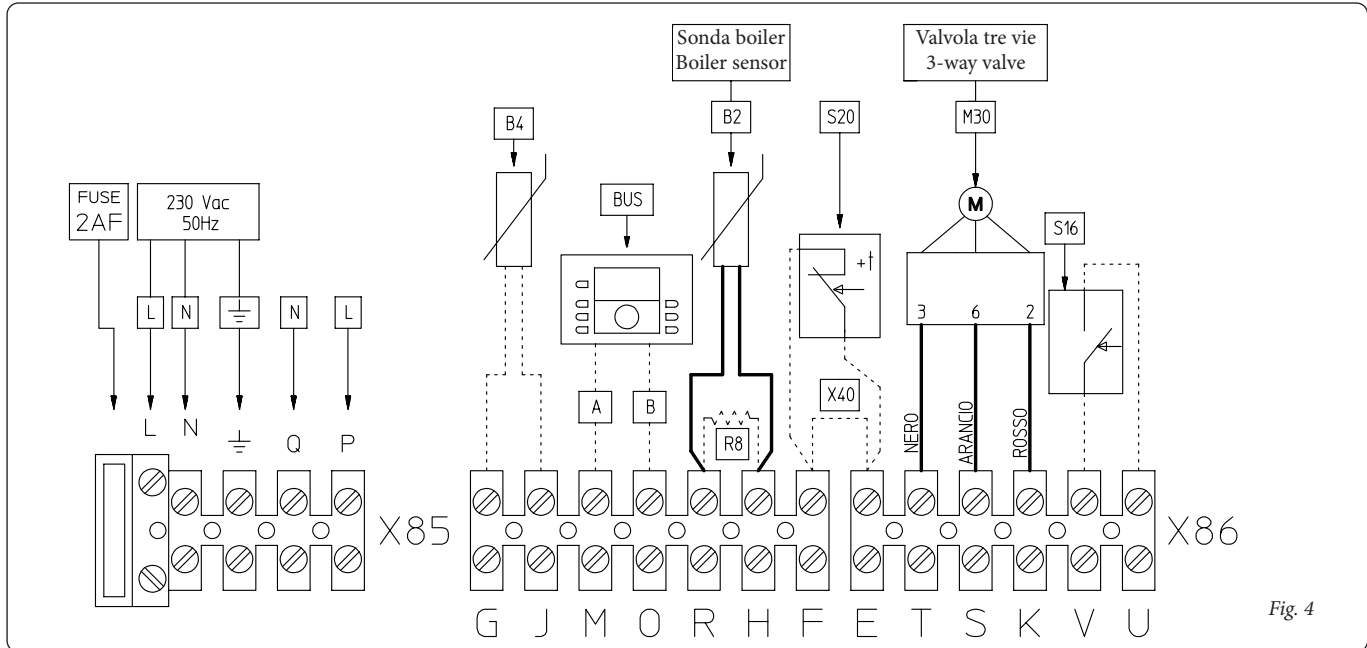 Sonda boiler
Boiler sensor
Valvola tre vie
3-way valve
B4
B2
S20
M30
FUSE
2AF
230 Vac
50Hz
BUS
M
S16
+t
L
N
N
L
3
6
2
A
B
X40
R8
NERO
ARANCIO
ROSSO
L
N
Q
P
X85
X86
G
J
M
O
R
H
F
E
T
S
K
V
U
Fig. 4